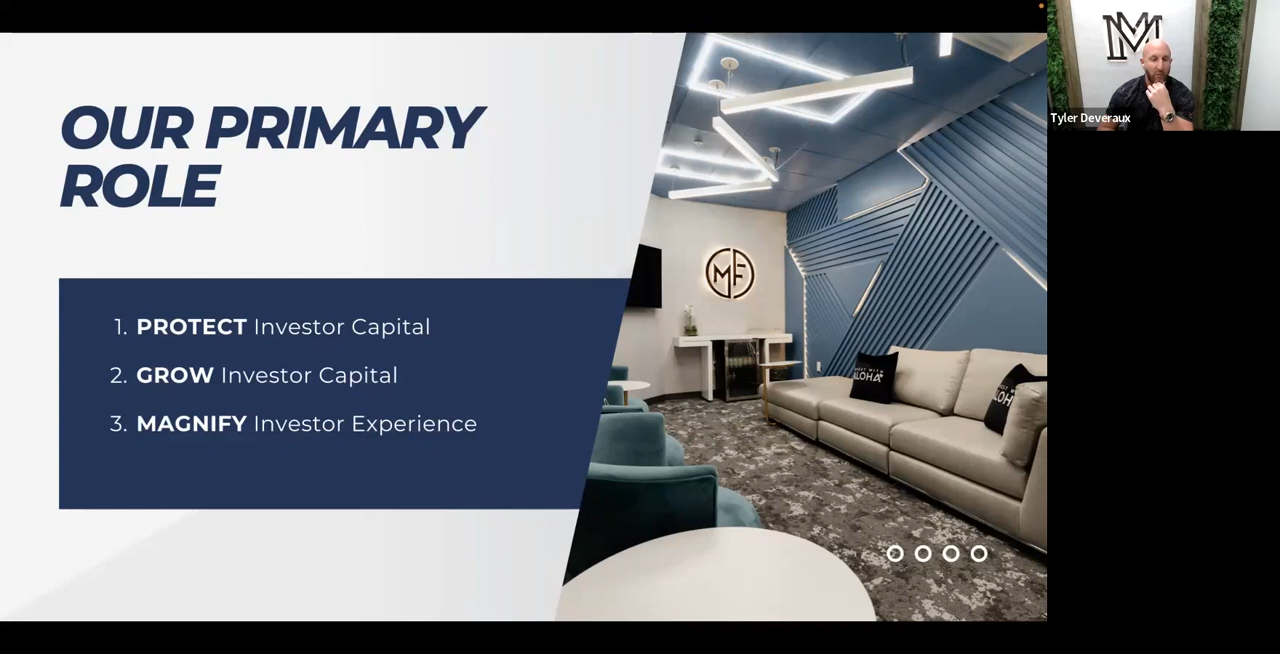 OUR PRIMARY
ROLE
1. PROTECT Investor Capital
2. GROW Investor Capital
3. MAGNIFY Investor Experience
MF
ALOHA
Tyler Deveraux